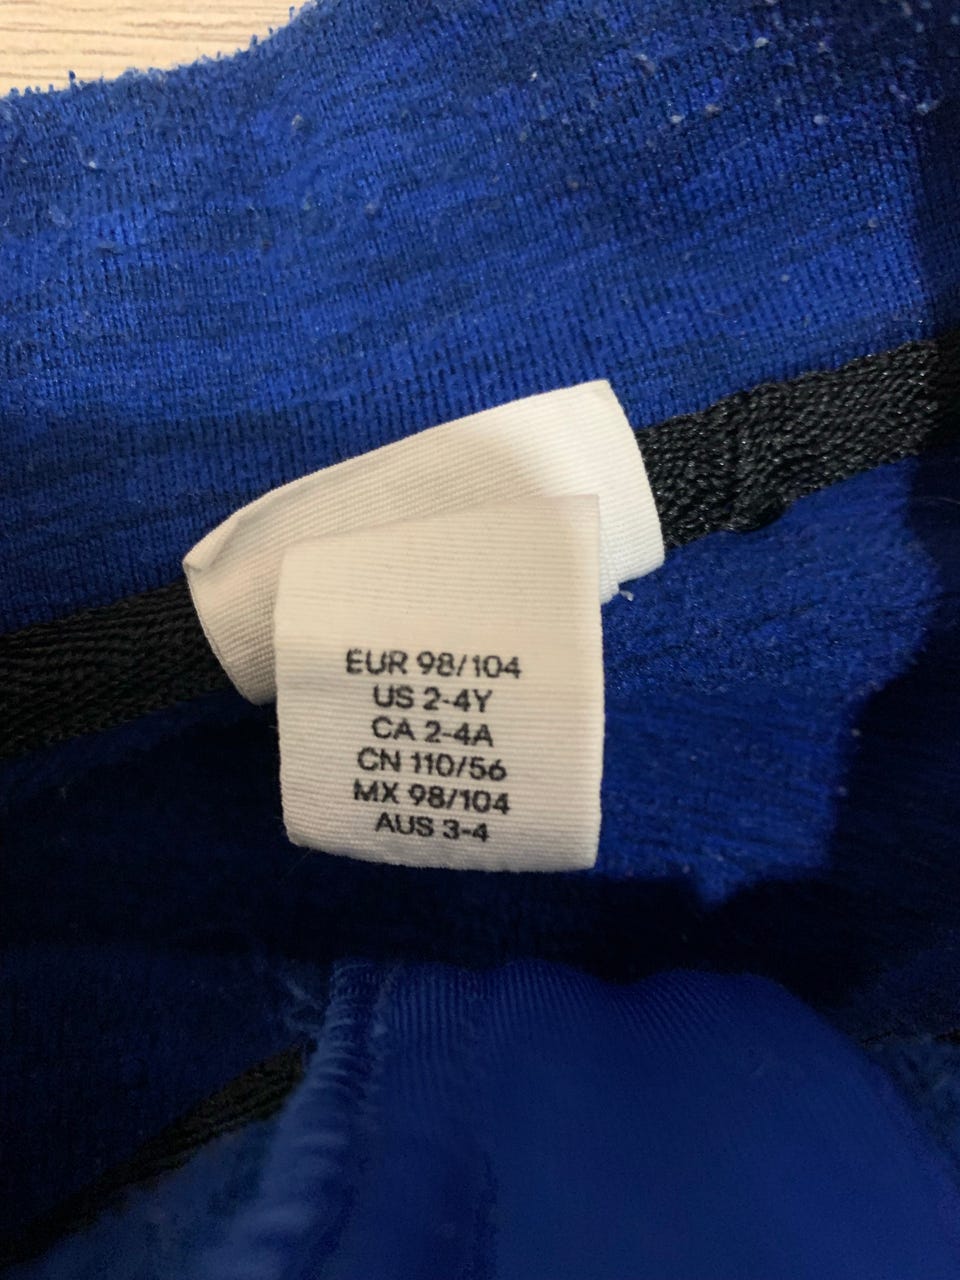 EUR 98/104
US 2-4Y
CA 2-4A
CN 110/56
MX 98/104
AUS 3-4